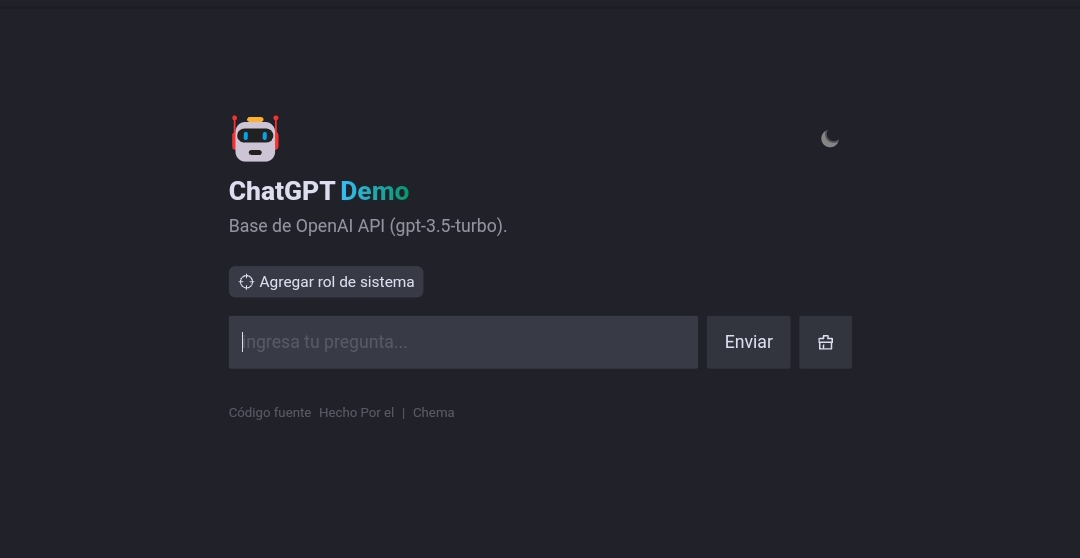 ChatGPT Demo
Base de OpenAI API (gpt-3.5-turbo).
Agregar rol de sistema
Ingresa tu pregunta... Enviar
Código fuente Hecho Por el | Chema